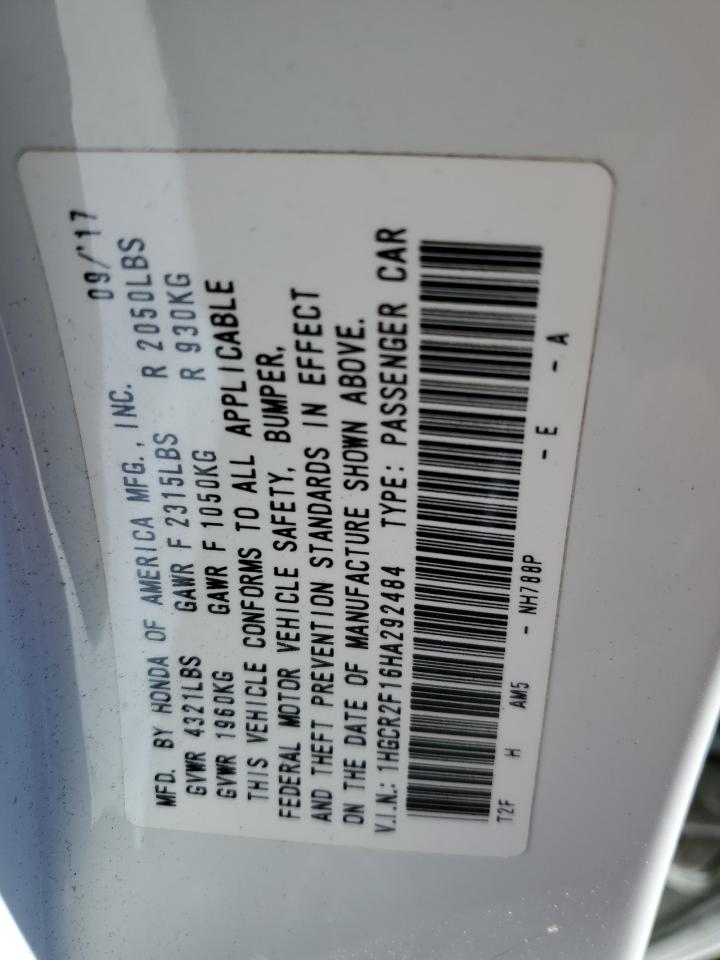 09/'17
MFD. BY HONDA OF AMERICA MFG., INC.
GVWR 4321LBS GAWR F 2315LBS R 2050LBS
GVWR 1960KG GAWR F 1050KG R 930KG
THIS VEHICLE CONFORMS TO ALL APPLICABLE
FEDERAL MOTOR VEHICLE SAFETY, BUMPER,
AND THEFT PREVENTION STANDARDS IN EFFECT
ON THE DATE OF MANUFACTURE SHOWN ABOVE.
V.I.N.: 1HGCR2F16HA292484 TYPE: PASSENGER CAR
T2F H AM5 - NH788P - E - A